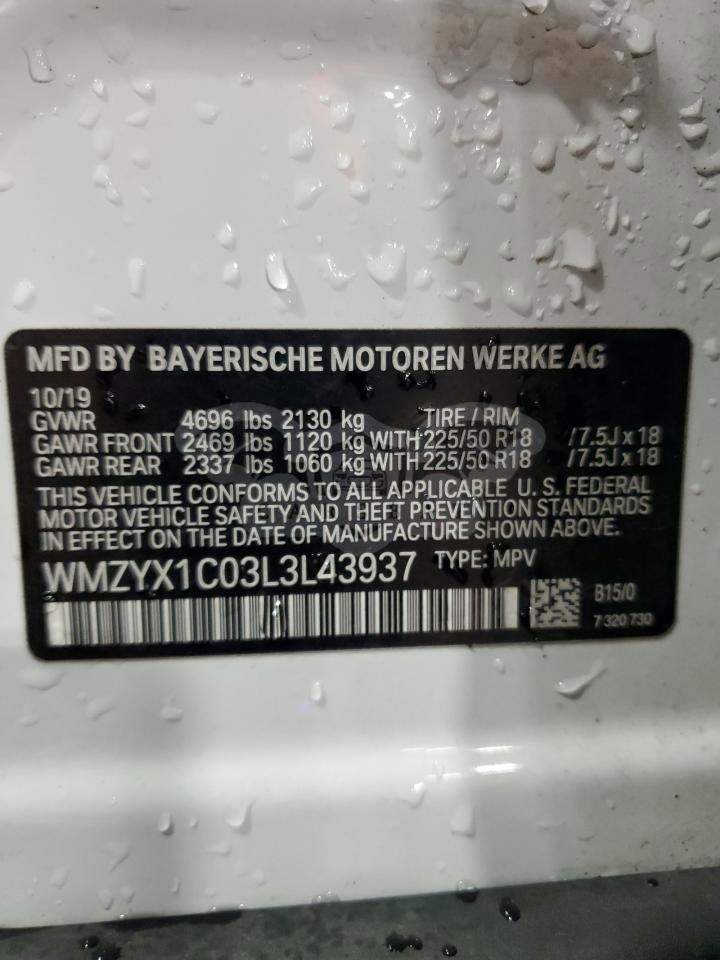 MFD BY BAYERISCHE MOTOREN WERKE AG
10/19
GVWR 4696 lbs 2130 kg TIRE / RIM
GAWR FRONT 2469 lbs 1120 kg WITH 225/50 R18 /7.5J x 18
GAWR REAR 2337 lbs 1060 kg WITH 225/50 R18 /7.5J x 18
THIS VEHICLE CONFORMS TO ALL APPLICABLE U. S. FEDERAL
MOTOR VEHICLE SAFETY AND THEFT PREVENTION STANDARDS
IN EFFECT ON THE DATE OF MANUFACTURE SHOWN ABOVE.
WMZYX1C03L3L43937 TYPE: MPV
B15/0
7 320 730